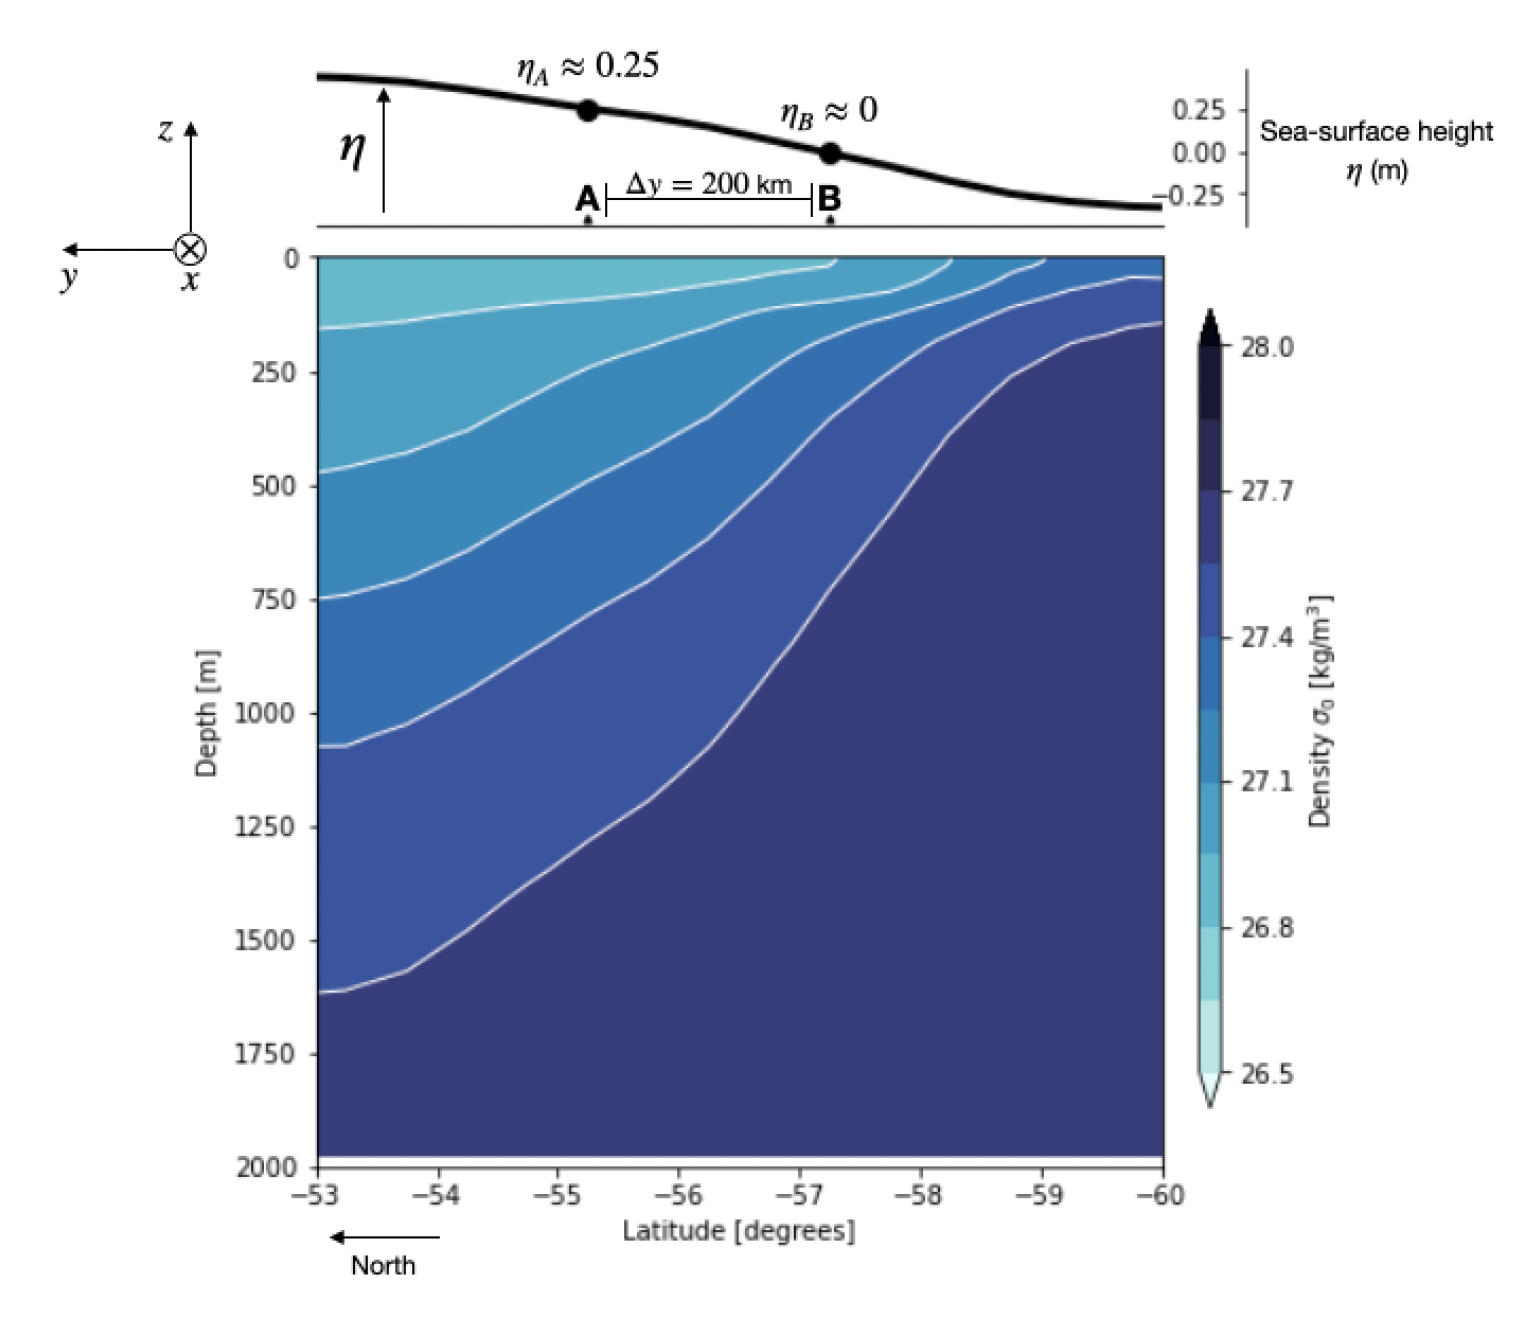 η_A ≈ 0.25
η_B ≈ 0
z
η
0.25
0.00
−0.25
Sea-surface height
η (m)
A
Δy = 200 km
B
y
x
0
250
500
750
1000
1250
1500
1750
2000
Depth [m]
−53
−54
−55
−56
−57
−58
−59
−60
Latitude [degrees]
North
28.0
27.7
27.4
27.1
26.8
26.5
Density σ₀ [kg/m³]